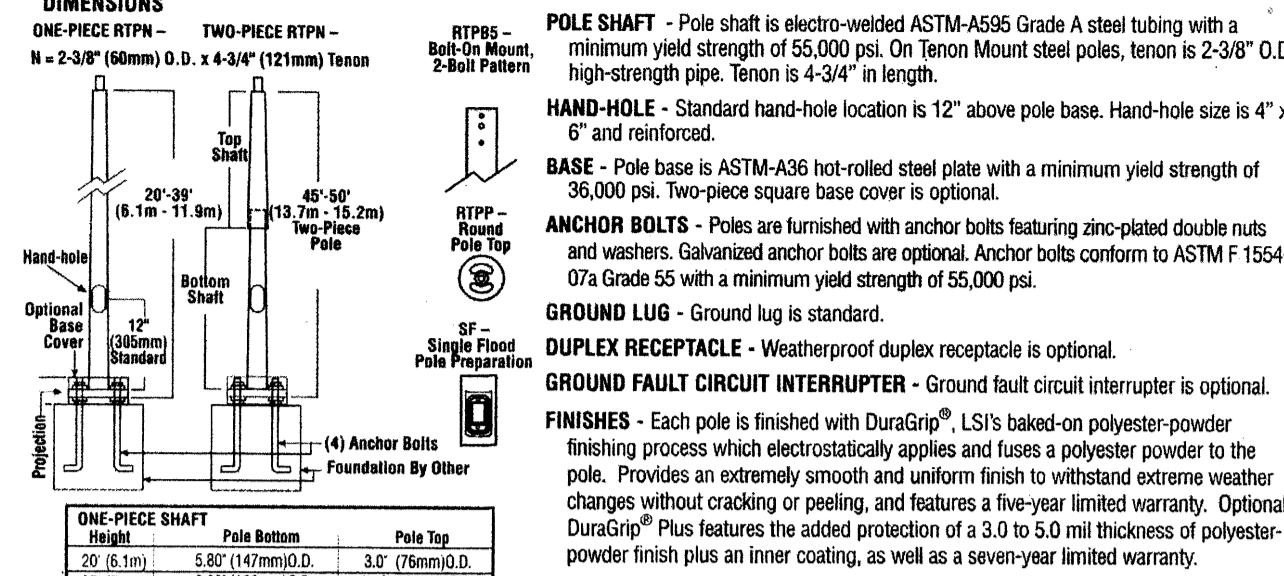 DIMENSIONS
ONE-PIECE RTPN –
TWO-PIECE RTPN –
N = 2-3/8" (60mm) O.D. x 4-3/4" (121mm) Tenon
Top
Shaft
20'-39'
(6.1m - 11.9m)
45'-50'
(13.7m - 15.2m)
Two-Piece
Pole
Hand-hole
Bottom
Shaft
Optional
Base
Cover
12"
(305mm)
Standard
Projection
(4) Anchor Bolts
Foundation By Other
RTPB5 –
Bolt-On Mount,
2-Bolt Pattern
RTPP –
Round
Pole Top
SF –
Single Flood
Pole Preparation
ONE-PIECE SHAFT
Height Pole Bottom Pole Top
20' (6.1m) 5.80" (147mm)O.D. 3.0" (76mm)O.D.
POLE SHAFT - Pole shaft is electro-welded ASTM-A595 Grade A steel tubing with a
minimum yield strength of 55,000 psi. On Tenon Mount steel poles, tenon is 2-3/8" O.D
high-strength pipe. Tenon is 4-3/4" in length.
HAND-HOLE - Standard hand-hole location is 12" above pole base. Hand-hole size is 4" x
6" and reinforced.
BASE - Pole base is ASTM-A36 hot-rolled steel plate with a minimum yield strength of
36,000 psi. Two-piece square base cover is optional.
ANCHOR BOLTS - Poles are furnished with anchor bolts featuring zinc-plated double nuts
and washers. Galvanized anchor bolts are optional. Anchor bolts conform to ASTM F 1554-
07a Grade 55 with a minimum yield strength of 55,000 psi.
GROUND LUG - Ground lug is standard.
DUPLEX RECEPTACLE - Weatherproof duplex receptacle is optional.
GROUND FAULT CIRCUIT INTERRUPTER - Ground fault circuit interrupter is optional.
FINISHES - Each pole is finished with DuraGrip®, LSI's baked-on polyester-powder
finishing process which electrostatically applies and fuses a polyester powder to the
pole. Provides an extremely smooth and uniform finish to withstand extreme weather
changes without cracking or peeling, and features a five-year limited warranty. Optional
DuraGrip® Plus features the added protection of a 3.0 to 5.0 mil thickness of polyester-
powder finish plus an inner coating, as well as a seven-year limited warranty.